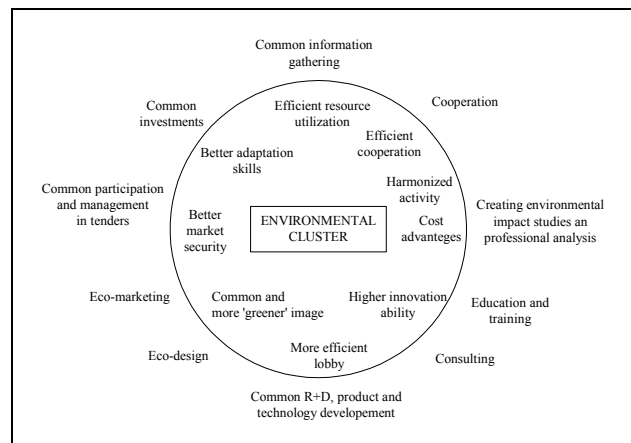 Common information
gathering
Cooperation
Common
investments
Efficient resource
utilization
Efficient
cooperation
Better adaptation
skills
Common participation
and management
in tenders
Harmonized
activity
Better
market
security
ENVIRONMENTAL
CLUSTER
Cost
advanteges
Creating environmental
impact studies an
professional analysis
Eco-marketing
Common and
more 'greener' image
Higher innovation
ability
Education and
training
Eco-design
More efficient
lobby
Consulting
Common R+D, product and
technology developement